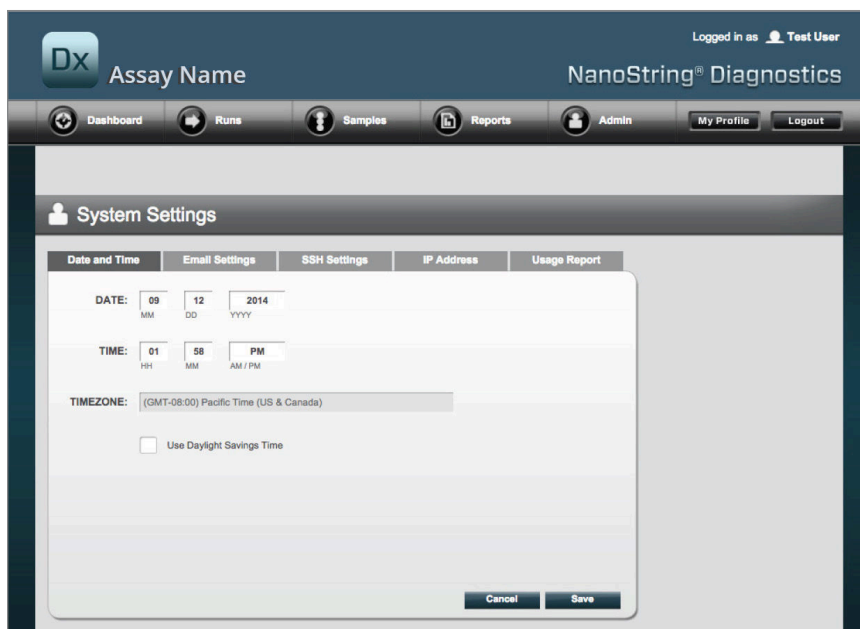 Logged in as Test User
Dx Assay Name
NanoString® Diagnostics
Dashboard Runs Samples Reports Admin My Profile Logout
System Settings
Date and Time Email Settings SSH Settings IP Address Usage Report
DATE: 09 12 2014
MM DD YYYY
TIME: 01 58 PM
HH MM AM / PM
TIMEZONE: (GMT-08:00) Pacific Time (US & Canada)
Use Daylight Savings Time
Cancel Save